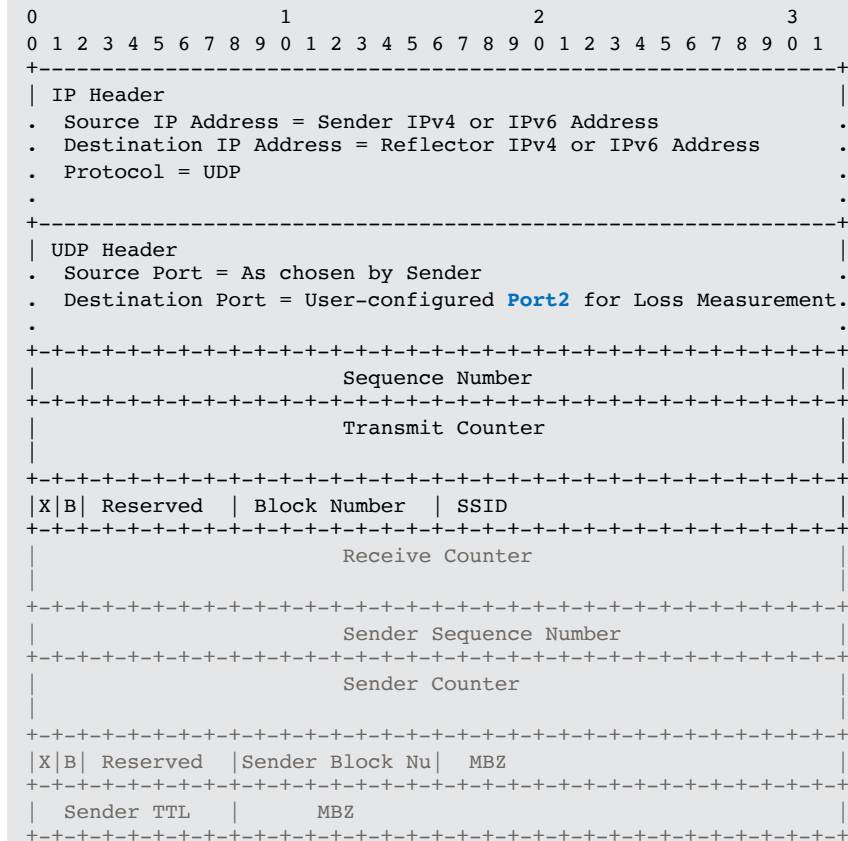 0                   1                   2                   3
0 1 2 3 4 5 6 7 8 9 0 1 2 3 4 5 6 7 8 9 0 1 2 3 4 5 6 7 8 9 0 1
+---------------------------------------------------------------+
| IP Header                                                     |
.  Source IP Address = Sender IPv4 or IPv6 Address              .
.  Destination IP Address = Reflector IPv4 or IPv6 Address      .
.  Protocol = UDP                                               .
.                                                               .
+---------------------------------------------------------------+
| UDP Header                                                    |
.  Source Port = As chosen by Sender                            .
.  Destination Port = User-configured Port2 for Loss Measurement.
.                                                               .
+-+-+-+-+-+-+-+-+-+-+-+-+-+-+-+-+-+-+-+-+-+-+-+-+-+-+-+-+-+-+-+-+
|                        Sequence Number                        |
+-+-+-+-+-+-+-+-+-+-+-+-+-+-+-+-+-+-+-+-+-+-+-+-+-+-+-+-+-+-+-+-+
|                        Transmit Counter                       |
|                                                               |
+-+-+-+-+-+-+-+-+-+-+-+-+-+-+-+-+-+-+-+-+-+-+-+-+-+-+-+-+-+-+-+-+
|X|B| Reserved  | Block Number  | SSID                          |
+-+-+-+-+-+-+-+-+-+-+-+-+-+-+-+-+-+-+-+-+-+-+-+-+-+-+-+-+-+-+-+-+
|                        Receive Counter                        |
|                                                               |
+-+-+-+-+-+-+-+-+-+-+-+-+-+-+-+-+-+-+-+-+-+-+-+-+-+-+-+-+-+-+-+-+
|                        Sender Sequence Number                 |
+-+-+-+-+-+-+-+-+-+-+-+-+-+-+-+-+-+-+-+-+-+-+-+-+-+-+-+-+-+-+-+-+
|                        Sender Counter                         |
|                                                               |
+-+-+-+-+-+-+-+-+-+-+-+-+-+-+-+-+-+-+-+-+-+-+-+-+-+-+-+-+-+-+-+-+
|X|B| Reserved  |Sender Block Nu|  MBZ                          |
+-+-+-+-+-+-+-+-+-+-+-+-+-+-+-+-+-+-+-+-+-+-+-+-+-+-+-+-+-+-+-+-+
|  Sender TTL   |      MBZ                                      |
+-+-+-+-+-+-+-+-+-+-+-+-+-+-+-+-+-+-+-+-+-+-+-+-+-+-+-+-+-+-+-+-+